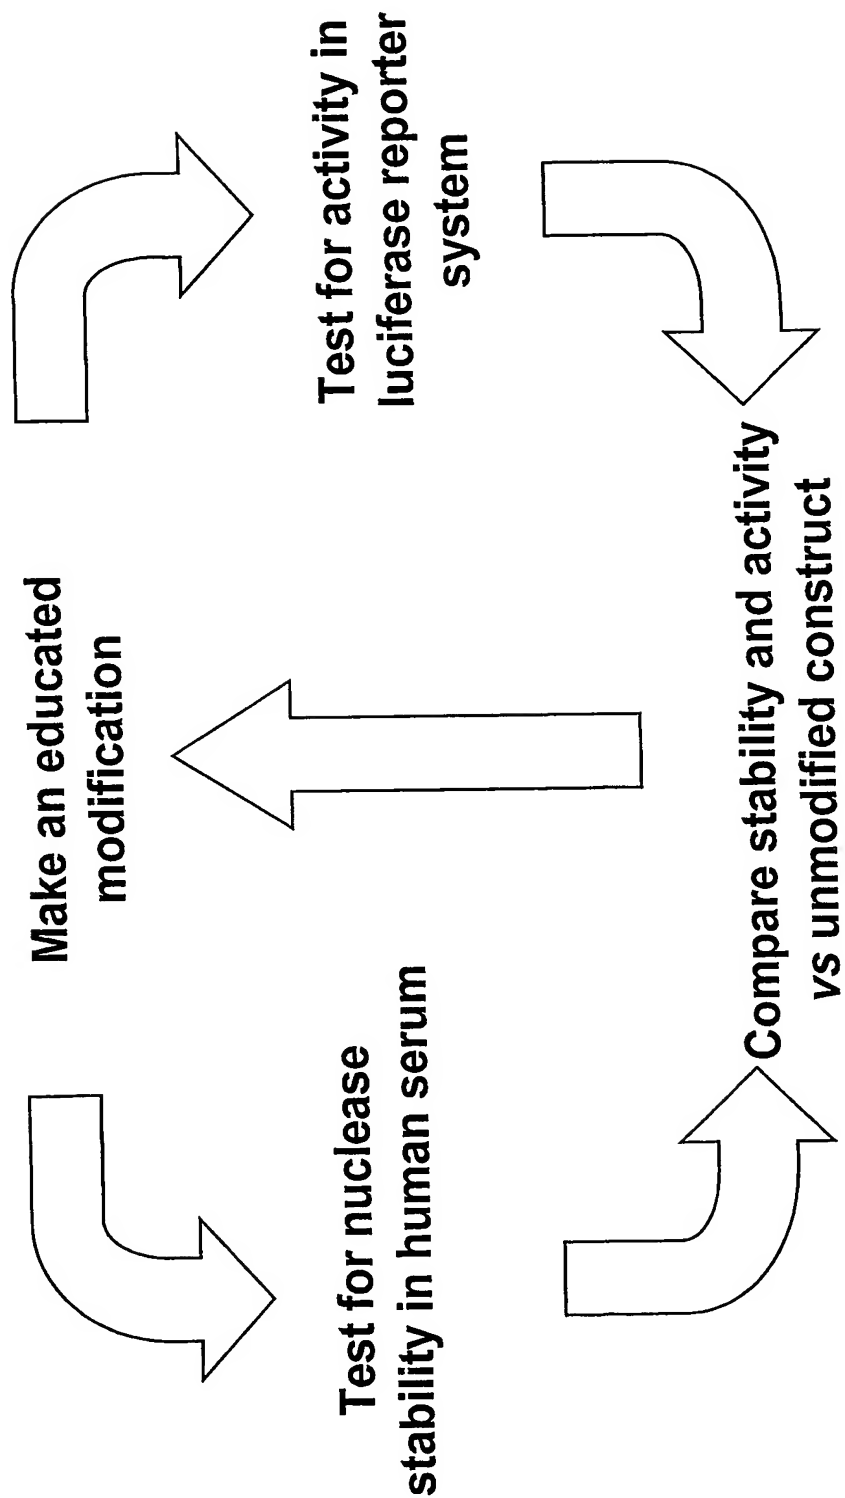 Make an educated
modification
Test for nuclease
stability in human serum
Test for activity in
luciferase reporter
system
Compare stability and activity
vs unmodified construct